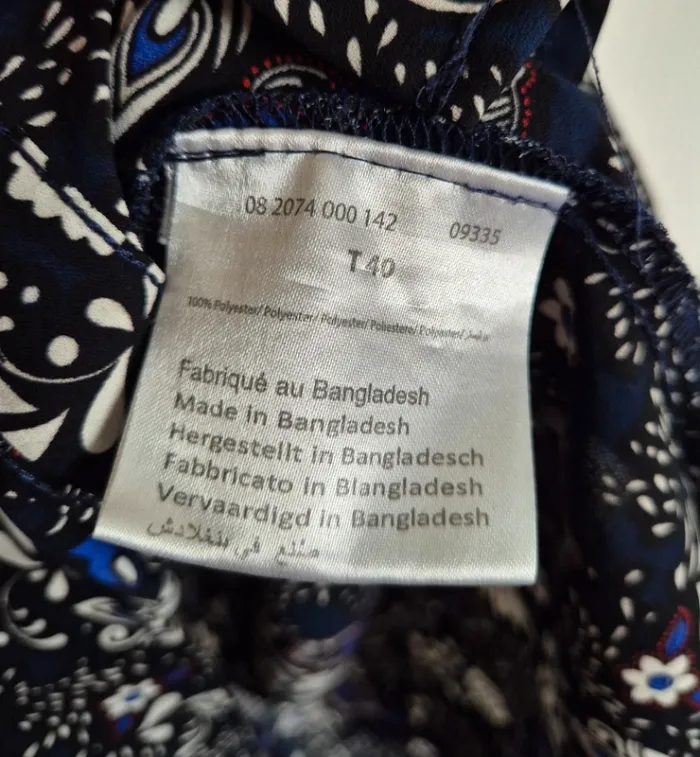 08 2074 000 142 09335
T 40
100% Polyester/ Polyester/ Polyester/ Poliestere/ Polyester/
Fabriqué au Bangladesh
Made in Bangladesh
Hergestellt in Bangladesch
Fabbricato in Blangladesh
Vervaardigd in Bangladesh
صنع في بنغلادش